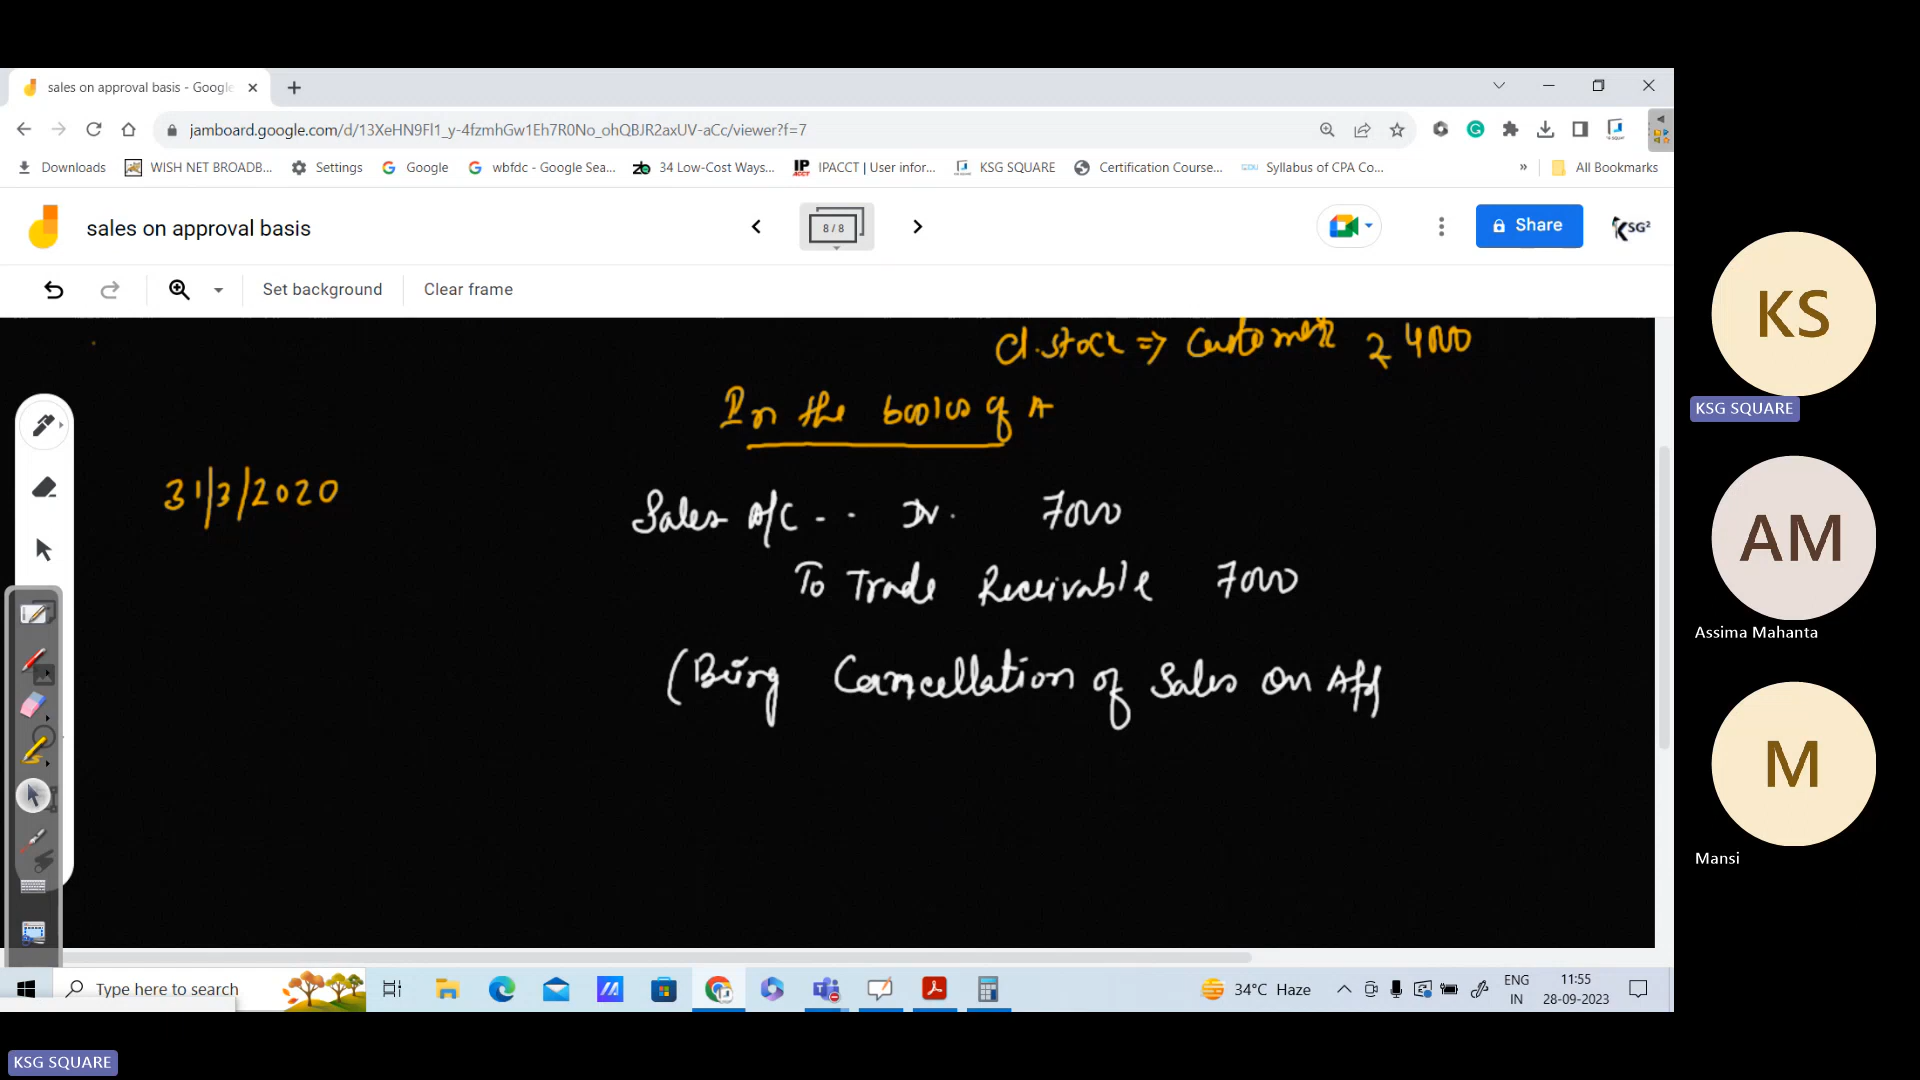 sales on approval basis - Google
jamboard.google.com/d/13XeHN9Fl1_y-4fzmhGw1Eh7R0No_ohQBJR2axUV-aCc/viewer?f=7
Downloads WISH NET BROADB... Settings Google wbfdc - Google Sea... 34 Low-Cost Ways... IPACCT | User infor... KSG SQUARE Certification Course... Syllabus of CPA Co... » All Bookmarks
sales on approval basis
8 / 8
Share
KSG²
Set background
Clear frame
Cl. stock => Customer ₹ 4000
In the books of A
31/3/2020
Sales A/C - - Dr. 7000
To Trade Receivable 7000
(Being Cancellation of Sales on App
KS
KSG SQUARE
AM
Assima Mahanta
M
Mansi
Type here to search
34°C Haze
ENG
IN
11:55
28-09-2023
KSG SQUARE